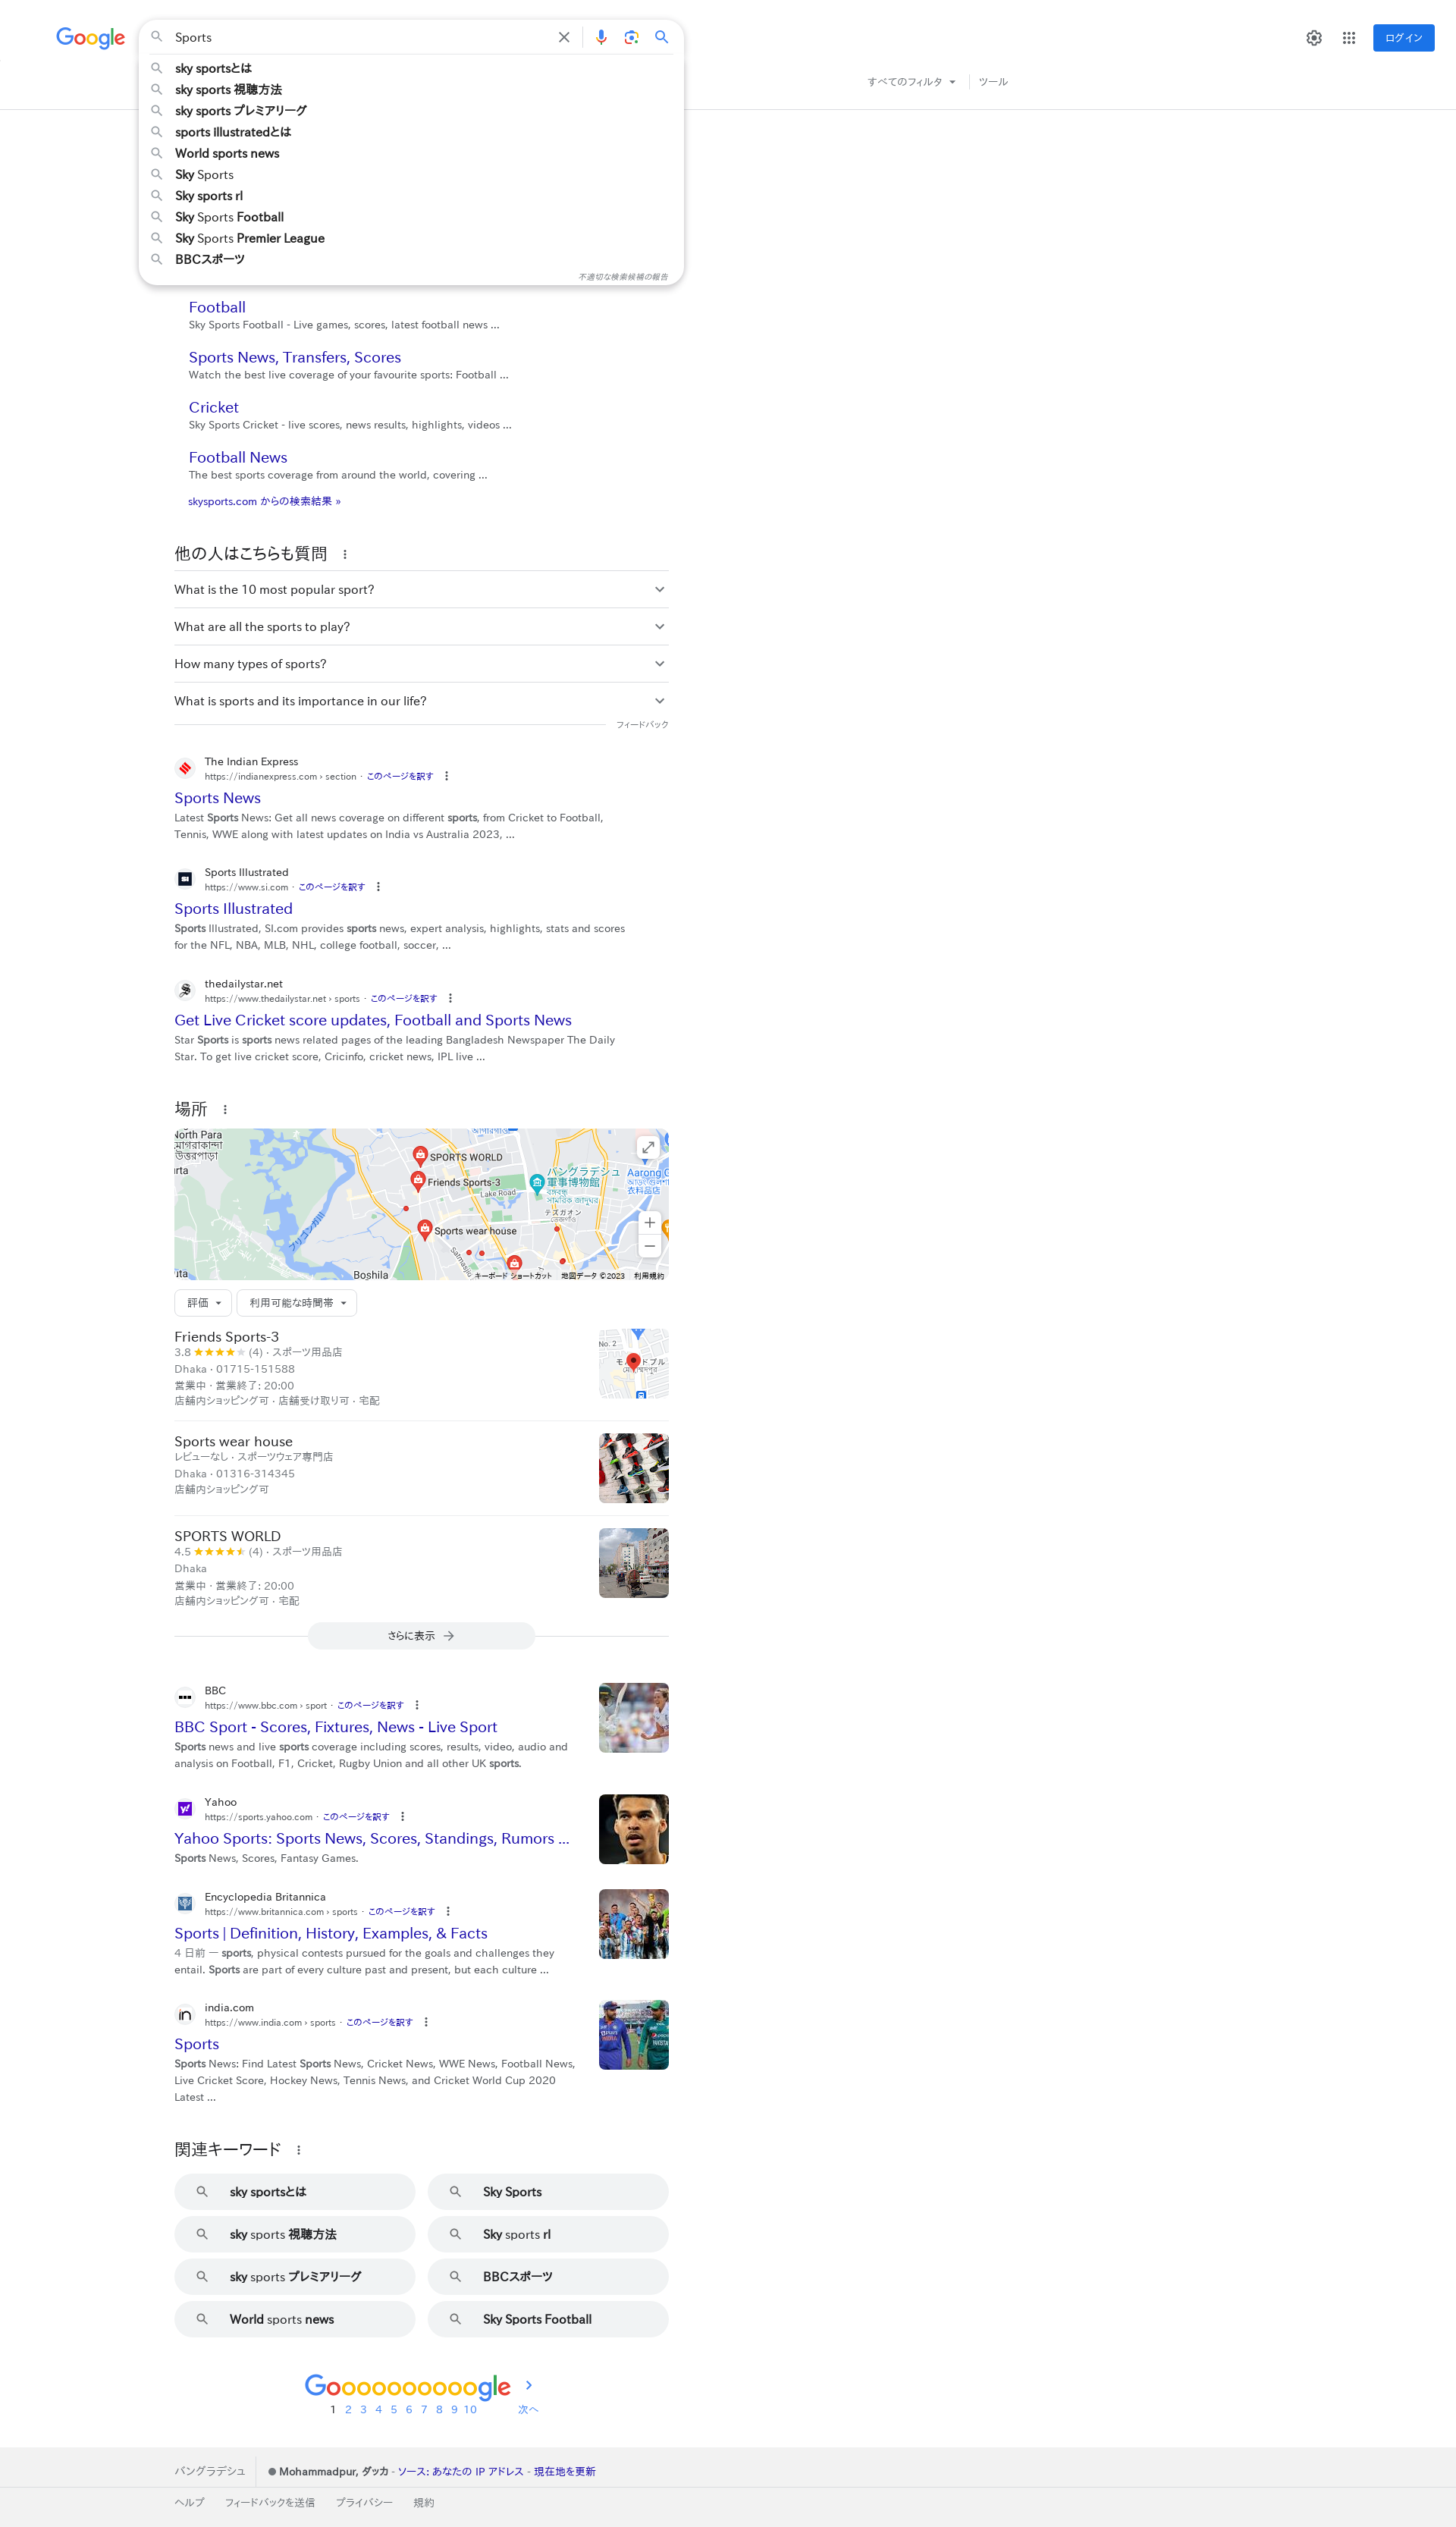 Google
Sports
ログイン
すべてのフィルタ
ツール
sky sportsとは
sky sports 視聴方法
sky sports プレミアリーグ
sports illustratedとは
World sports news
Sky Sports
Sky sports rl
Sky Sports Football
Sky Sports Premier League
BBCスポーツ
不適切な検索候補の報告
Football
Sky Sports Football - Live games, scores, latest football news ...
Sports News, Transfers, Scores
Watch the best live coverage of your favourite sports: Football ...
Cricket
Sky Sports Cricket - live scores, news results, highlights, videos ...
Football News
The best sports coverage from around the world, covering ...
skysports.com からの検索結果 »
他の人はこちらも質問
What is the 10 most popular sport?
What are all the sports to play?
How many types of sports?
What is sports and its importance in our life?
フィードバック
The Indian Express
https://indianexpress.com › section · このページを訳す
Sports News
Latest Sports News: Get all news coverage on different sports, from Cricket to Football,
Tennis, WWE along with latest updates on India vs Australia 2023, ...
Sports Illustrated
https://www.si.com · このページを訳す
Sports Illustrated
Sports Illustrated, SI.com provides sports news, expert analysis, highlights, stats and scores
for the NFL, NBA, MLB, NHL, college football, soccer, ...
thedailystar.net
https://www.thedailystar.net › sports · このページを訳す
Get Live Cricket score updates, Football and Sports News
Star Sports is sports news related pages of the leading Bangladesh Newspaper The Daily
Star. To get live cricket score, Cricinfo, cricket news, IPL live ...
場所
North Para
SPORTS WORLD
Friends Sports-3
Lake Road
バングラデシュ
軍事博物館
Aarong
衣料品店
テズガオン
তেজগাঁও
Sports wear house
Boshila
キーボード ショートカット 地図データ ©2023 利用規約
評価
利用可能な時間帯
Friends Sports-3
3.8 (4) · スポーツ用品店
Dhaka · 01715-151588
営業中 · 営業終了: 20:00
店舗内ショッピング可 · 店舗受け取り可 · 宅配
No. 2
Sports wear house
レビューなし · スポーツウェア専門店
Dhaka · 01316-314345
店舗内ショッピング可
SPORTS WORLD
4.5 (4) · スポーツ用品店
Dhaka
営業中 · 営業終了: 20:00
店舗内ショッピング可 · 宅配
さらに表示
BBC
https://www.bbc.com › sport · このページを訳す
BBC Sport - Scores, Fixtures, News - Live Sport
Sports news and live sports coverage including scores, results, video, audio and
analysis on Football, F1, Cricket, Rugby Union and all other UK sports.
Yahoo
https://sports.yahoo.com · このページを訳す
Yahoo Sports: Sports News, Scores, Standings, Rumors ...
Sports News, Scores, Fantasy Games.
Encyclopedia Britannica
https://www.britannica.com › sports · このページを訳す
Sports | Definition, History, Examples, & Facts
4 日前 — sports, physical contests pursued for the goals and challenges they
entail. Sports are part of every culture past and present, but each culture ...
india.com
https://www.india.com › sports · このページを訳す
Sports
Sports News: Find Latest Sports News, Cricket News, WWE News, Football News,
Live Cricket Score, Hockey News, Tennis News, and Cricket World Cup 2020
Latest ...
関連キーワード
sky sportsとは
Sky Sports
sky sports 視聴方法
Sky sports rl
sky sports プレミアリーグ
BBCスポーツ
World sports news
Sky Sports Football
Goooooooooogle
1 2 3 4 5 6 7 8 9 10 次へ
バングラデシュ
Mohammadpur, ダッカ - ソース: あなたの IP アドレス - 現在地を更新
ヘルプ フィードバックを送信 プライバシー 規約